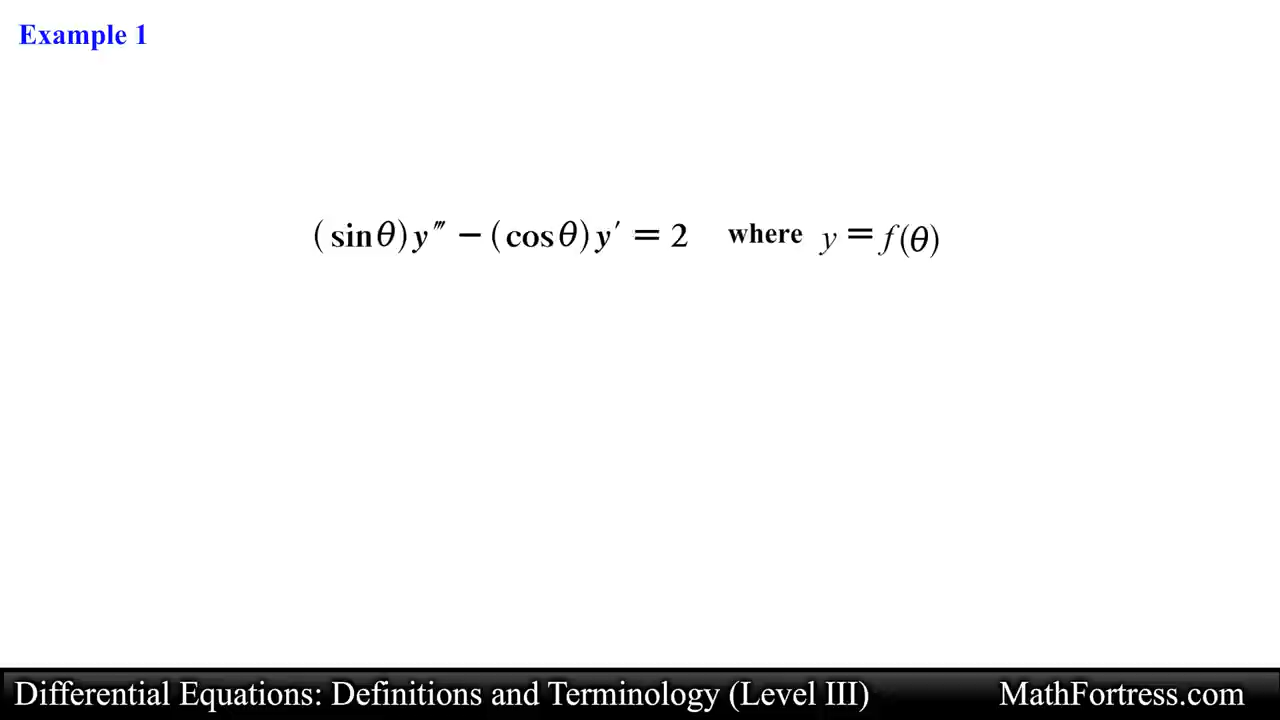 Example 1
(sinθ)y‴ − (cosθ)y′ = 2 where y = f(θ)
Differential Equations: Definitions and Terminology (Level III) MathFortress.com